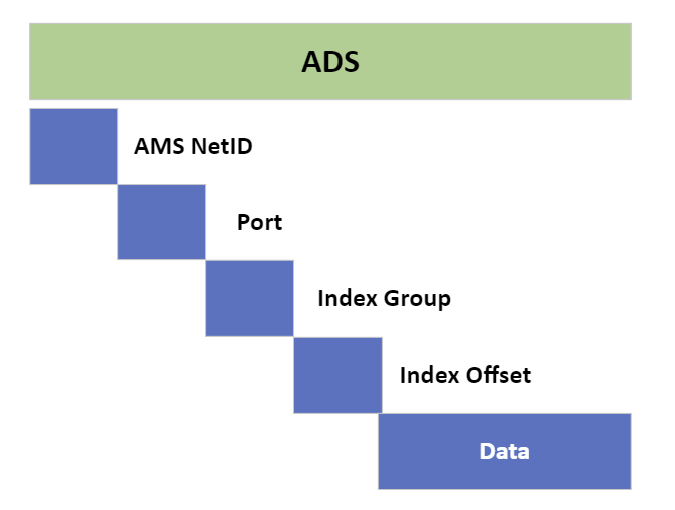 ADS
AMS NetID
Port
Index Group
Index Offset
Data